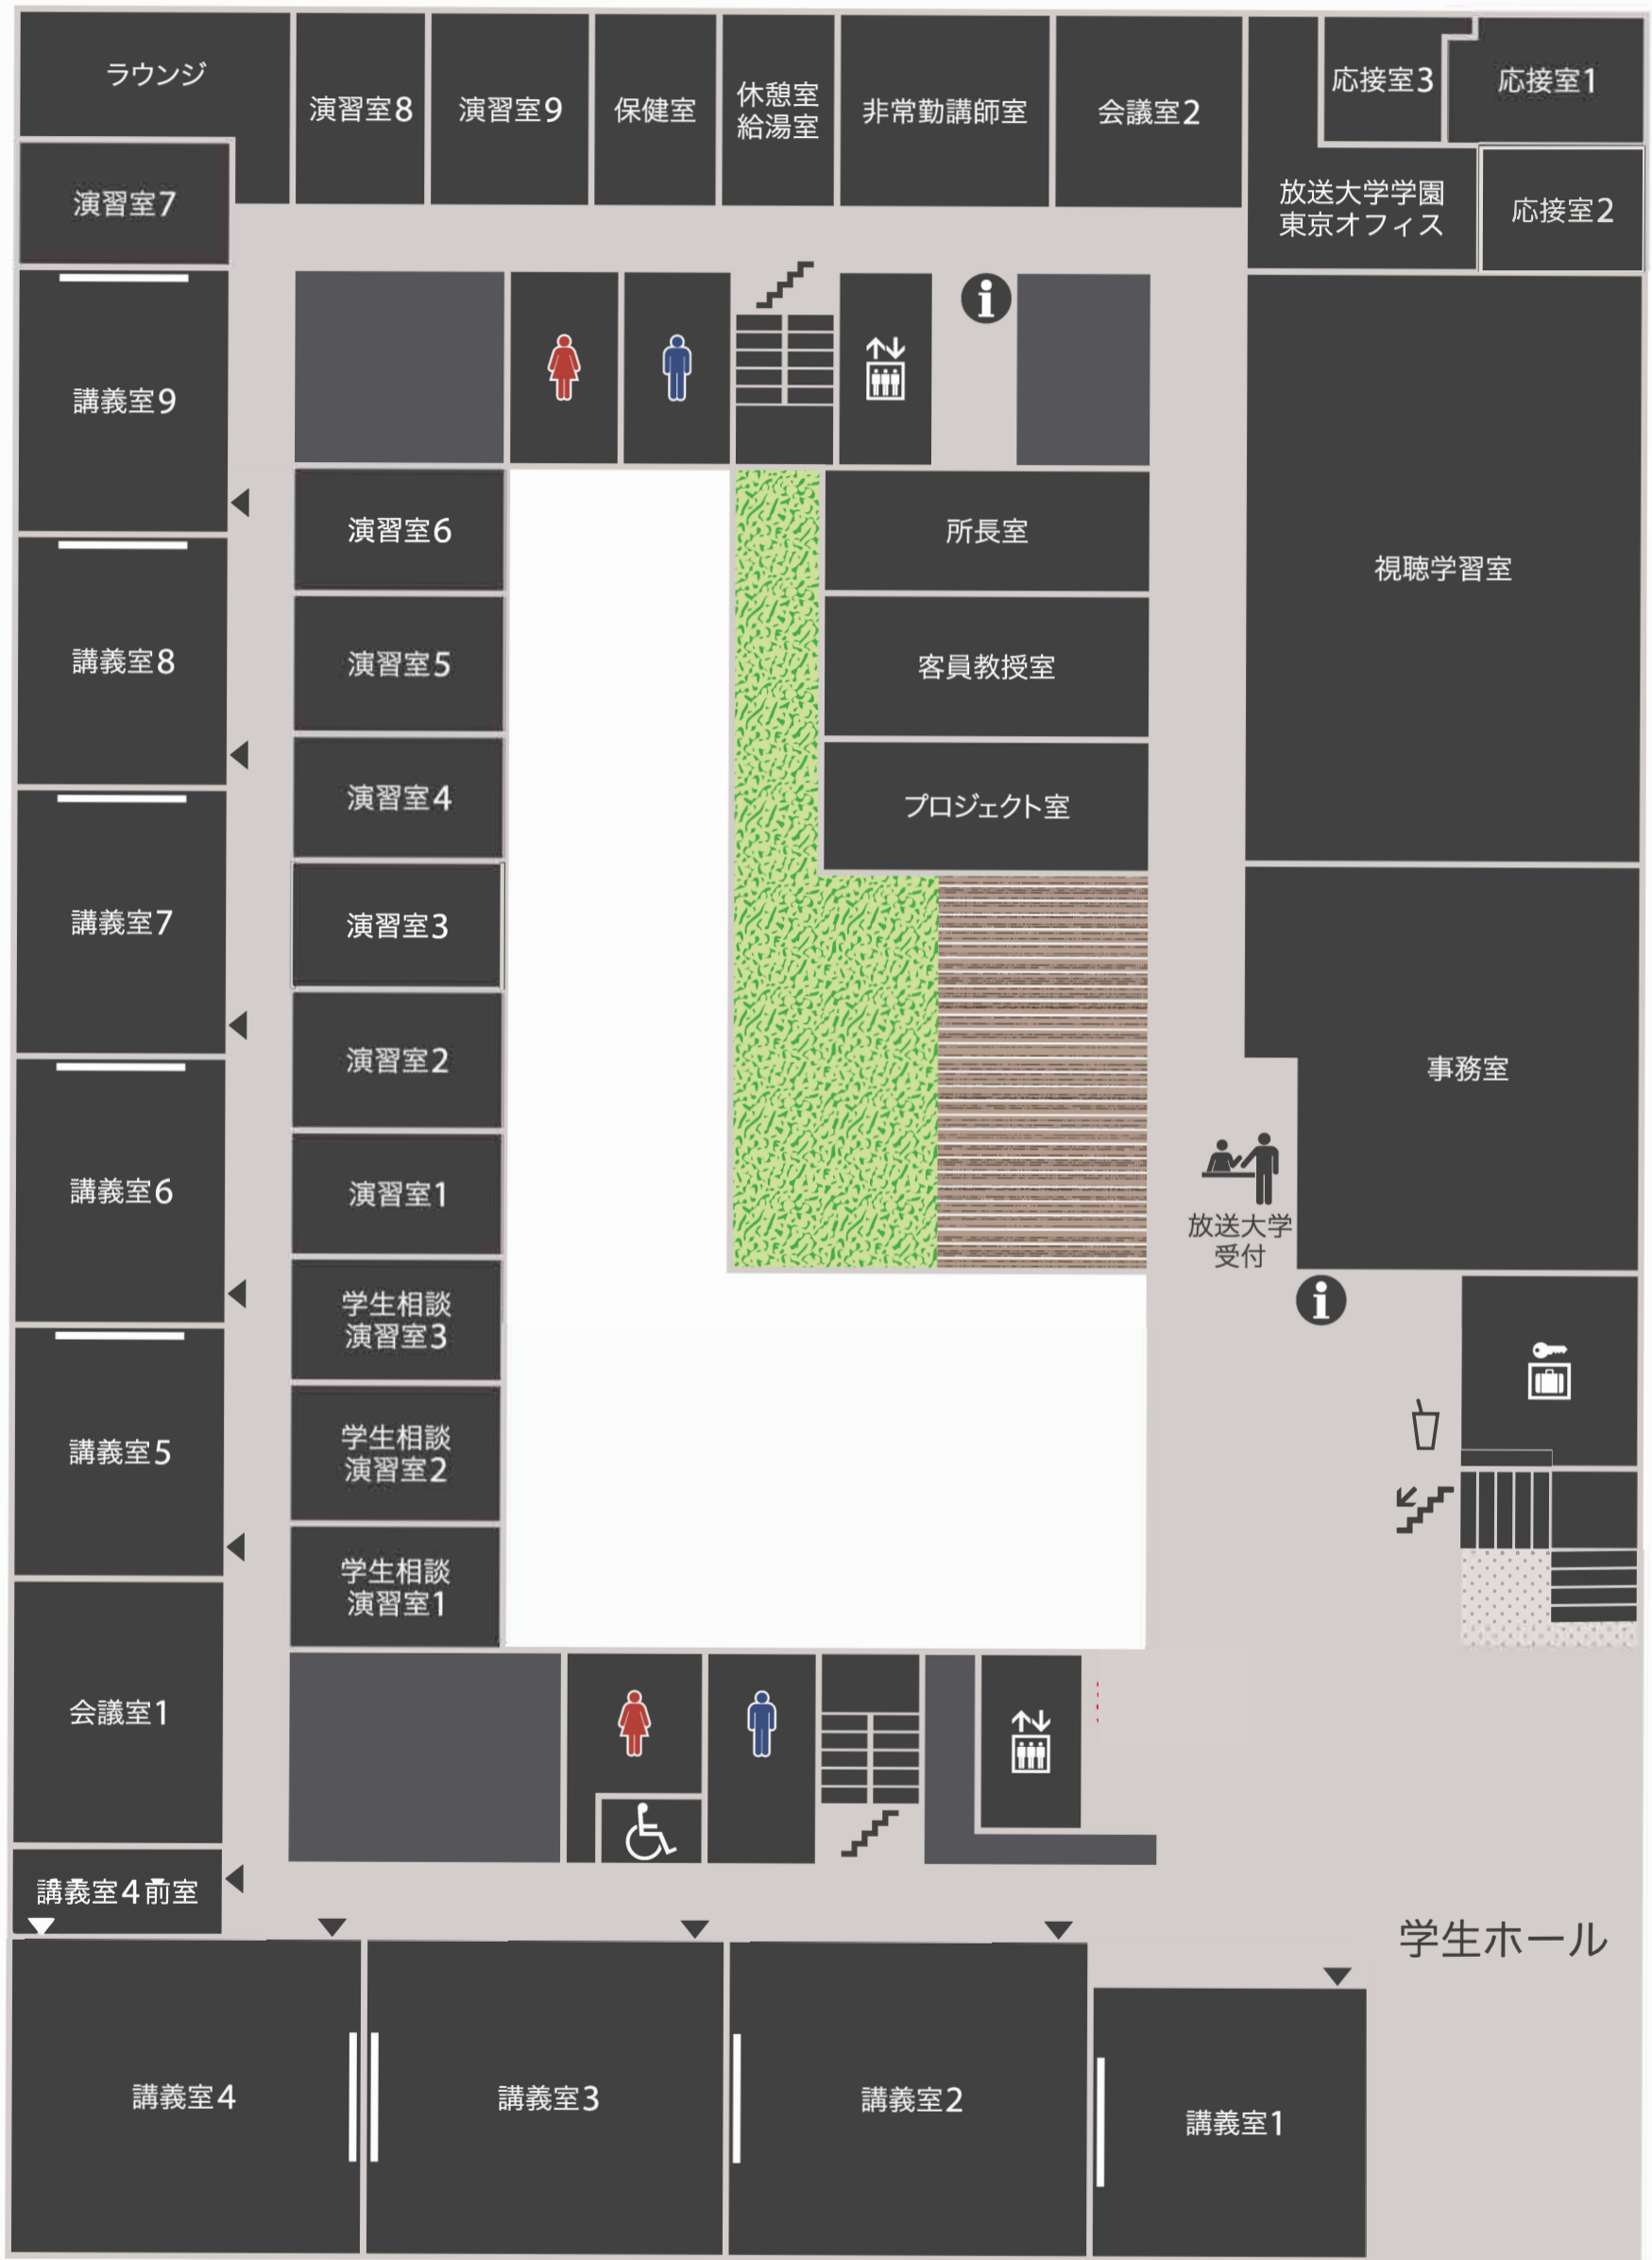 ラウンジ
演習室8
演習室9
保健室
休憩室
給湯室
非常勤講師室
会議室2
応接室3
応接室1
演習室7
放送大学学園
東京オフィス
応接室2
講義室9
演習室6
所長室
視聴学習室
講義室8
演習室5
客員教授室
演習室4
プロジェクト室
講義室7
演習室3
演習室2
事務室
講義室6
演習室1
放送大学
受付
学生相談
演習室3
講義室5
学生相談
演習室2
学生相談
演習室1
会議室1
講義室4前室
学生ホール
講義室4
講義室3
講義室2
講義室1